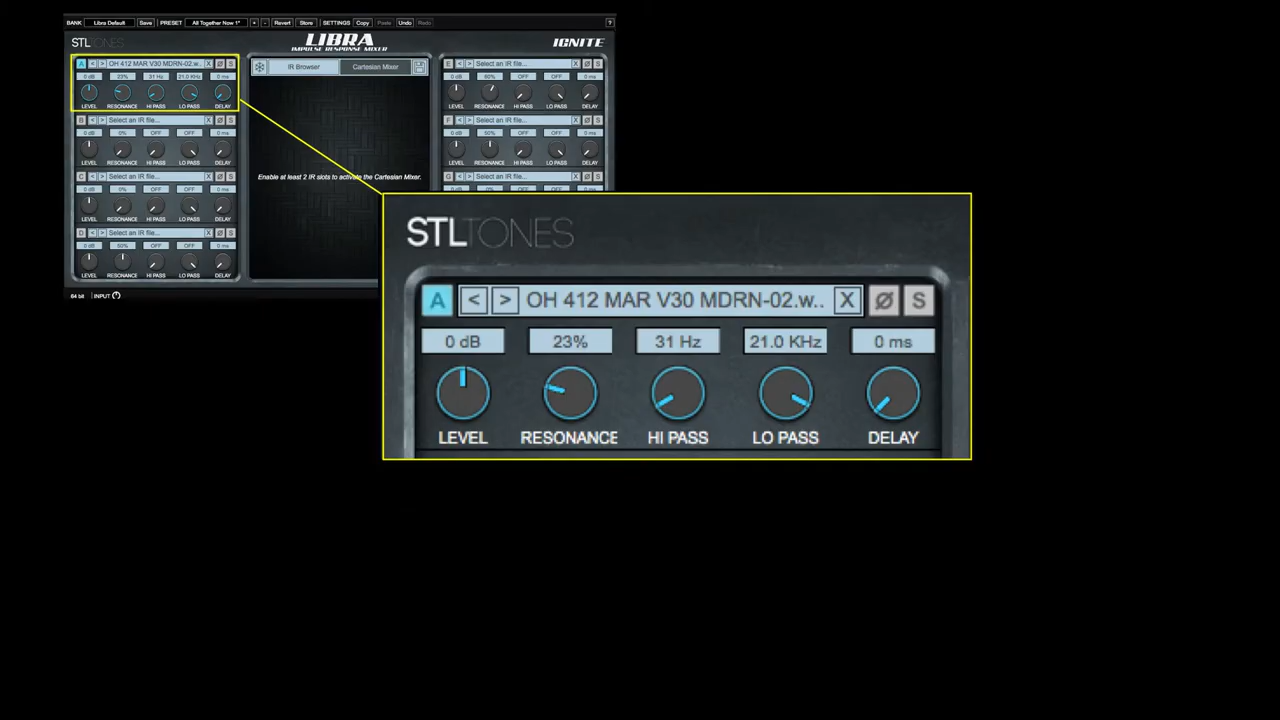 BANK Libra Default Save PRESET All Together Now 1* + - Revert Store SETTINGS Copy Paste Undo Redo ?
STLTONES
LIBRA
IMPULSE RESPONSE MIXER
IGNITE
A < > OH 412 MAR V30 MDRN-02.w.. X Ø S
0 dB 23% 31 Hz 21.0 KHz 0 ms
LEVEL RESONANCE HI PASS LO PASS DELAY
B < > Select an IR file... X Ø S
0 dB 0% OFF OFF 0 ms
LEVEL RESONANCE HI PASS LO PASS DELAY
C < > Select an IR file... X Ø S
0 dB 0% OFF OFF 0 ms
LEVEL RESONANCE HI PASS LO PASS DELAY
D < > Select an IR file... X Ø S
0 dB 50% OFF OFF 0 ms
LEVEL RESONANCE HI PASS LO PASS DELAY
64 bit INPUT
IR Browser Cartesian Mixer
Enable at least 2 IR slots to activate the Cartesian Mixer.
E < > Select an IR file... X Ø S
0 dB 60% OFF OFF 0 ms
LEVEL RESONANCE HI PASS LO PASS DELAY
F < > Select an IR file... X Ø S
0 dB 50% OFF OFF 0 ms
LEVEL RESONANCE HI PASS LO PASS DELAY
G < > Select an IR file... X Ø S
STLTONES
A < > OH 412 MAR V30 MDRN-02.w.. X Ø S
0 dB 23% 31 Hz 21.0 KHz 0 ms
LEVEL RESONANCE HI PASS LO PASS DELAY